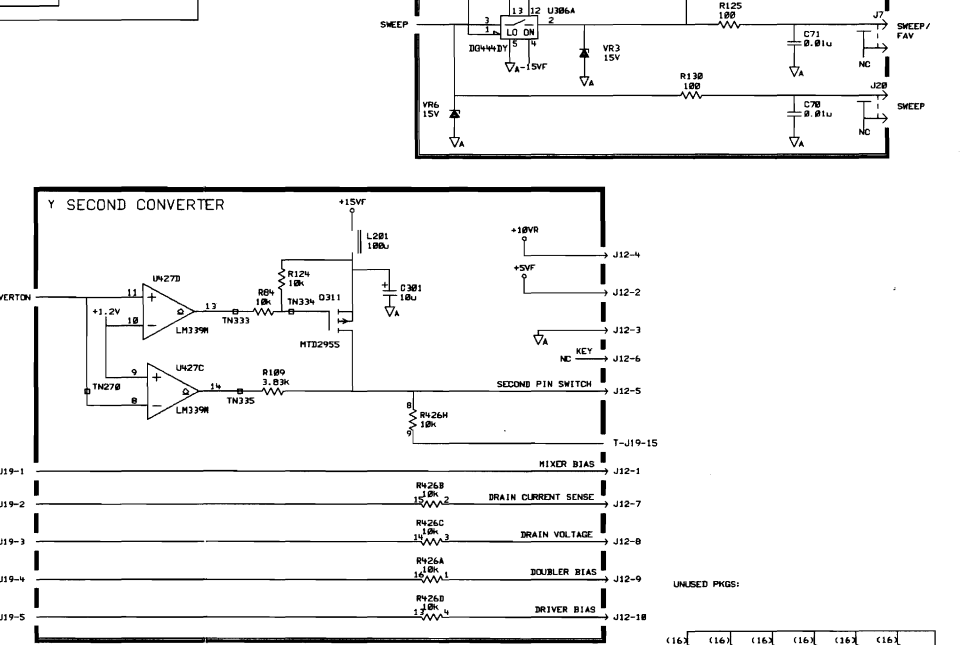 R125
100
13 12 U306A
SWEEP 3 2 J7 SWEEP/
1 LO ON FAV
DG444DY 5 4
A -15VF
VR3
15V
A
C71
0.01u
A
NC
R130
100
J20
SWEEP
VR6
15V
A
C70
0.01u
A
NC
Y SECOND CONVERTER
+15VF
L201
100u
+10VR
J12-4
+5VF
J12-2
R124
10k
C301
10u
+
A
U427D
VERTON 11 +
R84
10k
TN334
Q311
13
TN333
+1.2V
10 -
LM339M
MTD2955
A
J12-3
KEY
NC J12-6
U427C
9 +
R109
3.83k
14
SECOND PIN SWITCH J12-5
TN270
8 -
TN335
LM339M
8
R426H
10k
9
T-J19-15
J19-1 MIXER BIAS J12-1
R426B
10k
J19-2 15 2 DRAIN CURRENT SENSE J12-7
R426C
10k
J19-3 14 3 DRAIN VOLTAGE J12-8
R426A
10k
J19-4 16 1 DOUBLER BIAS J12-9
R426D
10k
J19-5 13 4 DRIVER BIAS J12-10
UNUSED PKGS:
(16) (16) (16) (16) (16) (16)